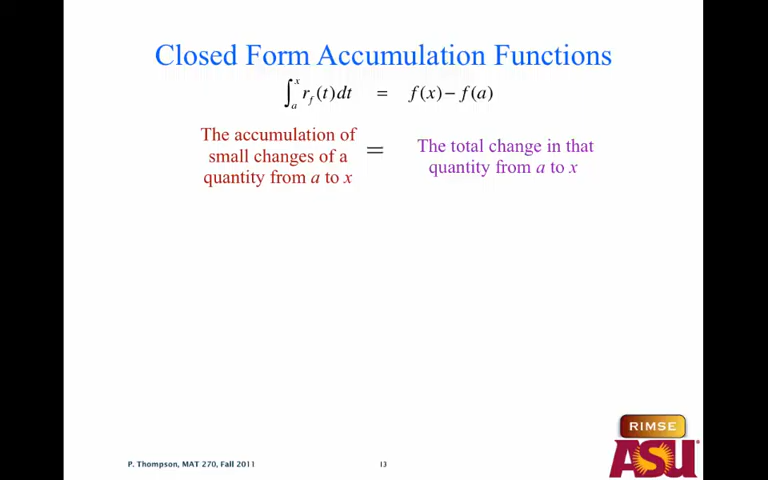 Closed Form Accumulation Functions
∫ₐˣ r_f(t)dt = f(x) − f(a)
The accumulation of
small changes of a
quantity from a to x
=
The total change in that
quantity from a to x
RIMSE
ASU
P. Thompson, MAT 270, Fall 2011
13